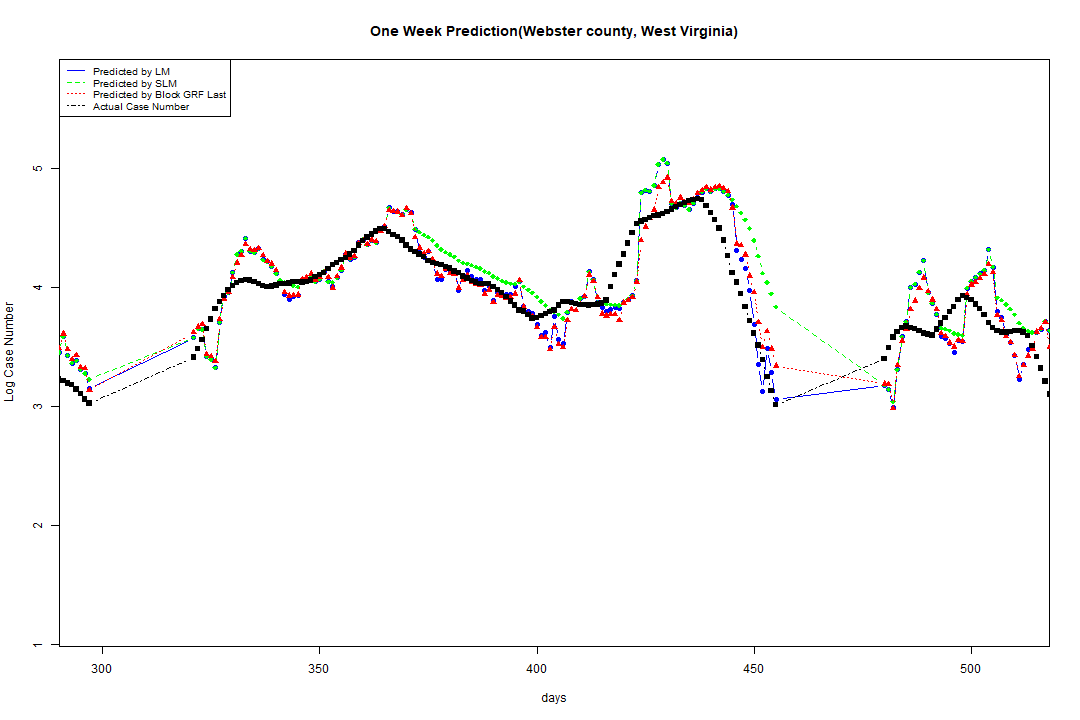 One Week Prediction(Webster county, West Virginia)
Predicted by LM
Predicted by SLM
Predicted by Block GRF Last
Actual Case Number
Log Case Number
5
4
3
2
1
300 350 400 450 500
days